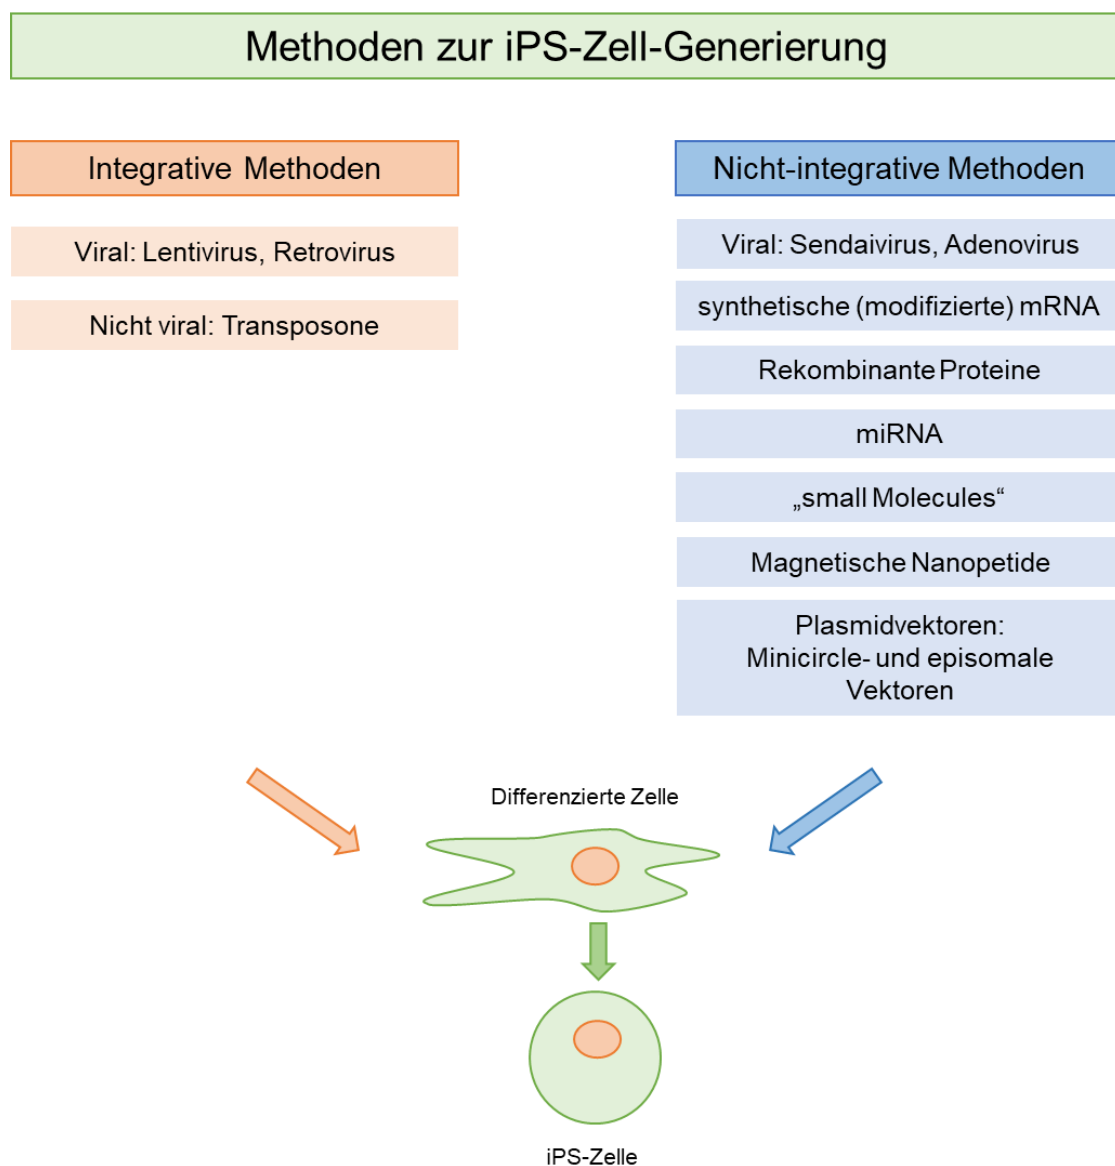 Methoden zur iPS-Zell-Generierung
Integrative Methoden
Viral: Lentivirus, Retrovirus
Nicht viral: Transposone
Nicht-integrative Methoden
Viral: Sendaivirus, Adenovirus
synthetische (modifizierte) mRNA
Rekombinante Proteine
miRNA
„small Molecules“
Magnetische Nanopetide
Plasmidvektoren:
Minicircle- und episomale
Vektoren
Differenzierte Zelle
iPS-Zelle